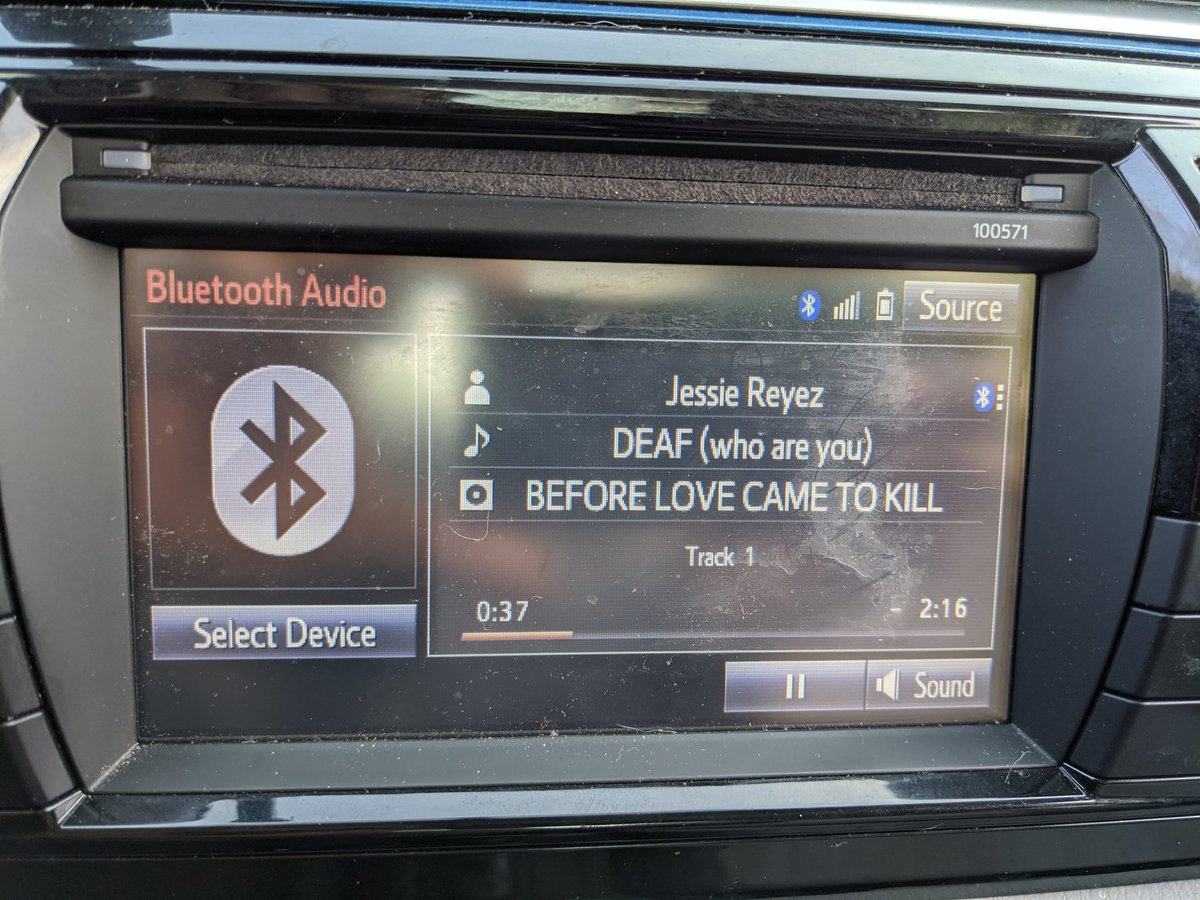 100571
Bluetooth Audio
Source
Jessie Reyez
DEAF (who are you)
BEFORE LOVE CAME TO KILL
Track 1
0:37
- 2:16
Select Device
Sound